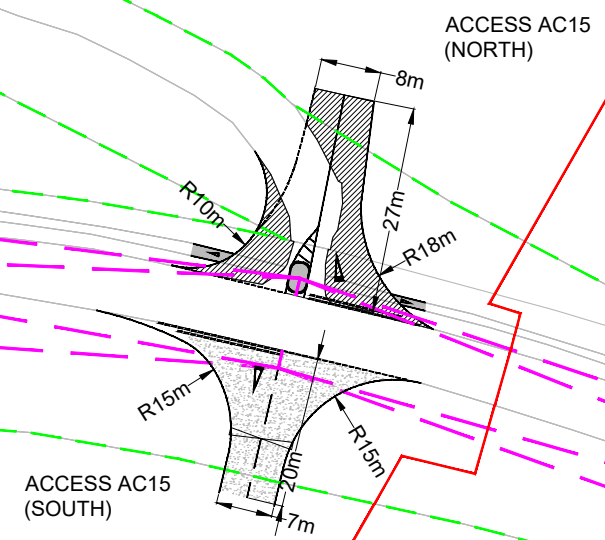 ACCESS AC15
(NORTH)
8m
R10m
27m
R18m
R15m
R15m
20m
ACCESS AC15
(SOUTH)
7m